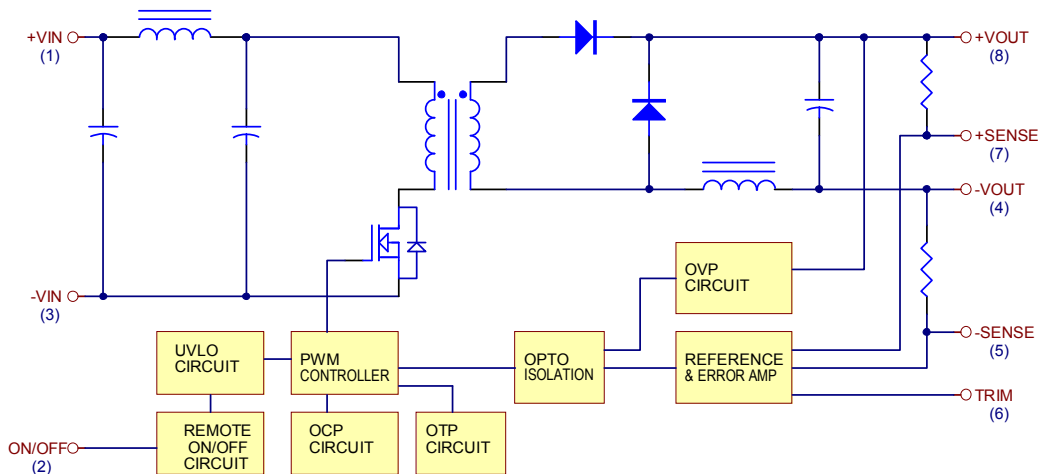 +VIN
(1)
+VOUT
(8)
+SENSE
(7)
-VOUT
(4)
OVP
CIRCUIT
-VIN
(3)
-SENSE
(5)
UVLO
CIRCUIT
PWM
CONTROLLER
OPTO
ISOLATION
REFERENCE
& ERROR AMP
TRIM
(6)
ON/OFF
(2)
REMOTE
ON/OFF
CIRCUIT
OCP
CIRCUIT
OTP
CIRCUIT